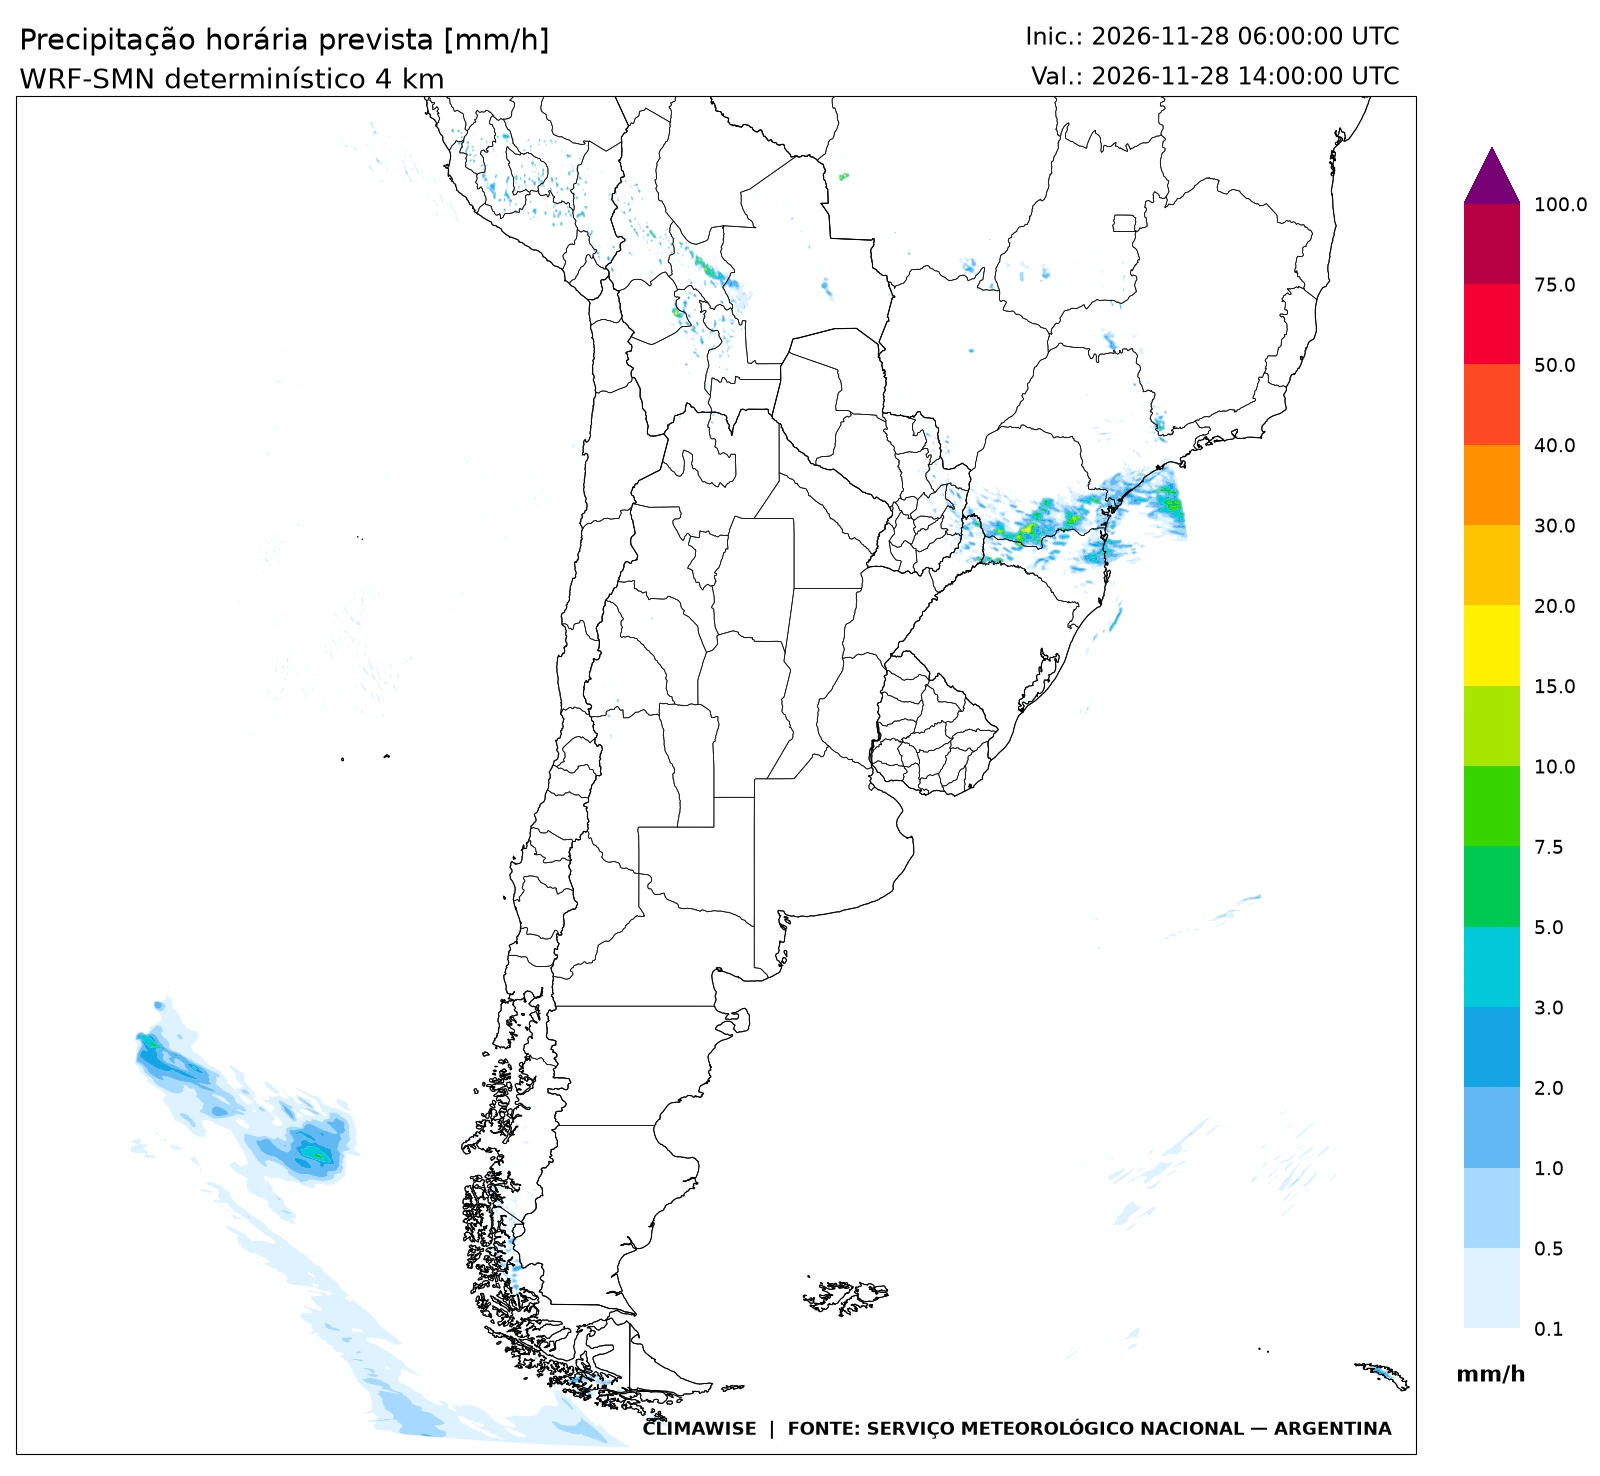 Precipitação horária prevista [mm/h]
WRF-SMN determinístico 4 km
Inic.: 2026-11-28 06:00:00 UTC
Val.: 2026-11-28 14:00:00 UTC
100.0
75.0
50.0
40.0
30.0
20.0
15.0
10.0
7.5
5.0
3.0
2.0
1.0
0.5
0.1
mm/h
CLIMAWISE | FONTE: SERVIÇO METEOROLÓGICO NACIONAL — ARGENTINA